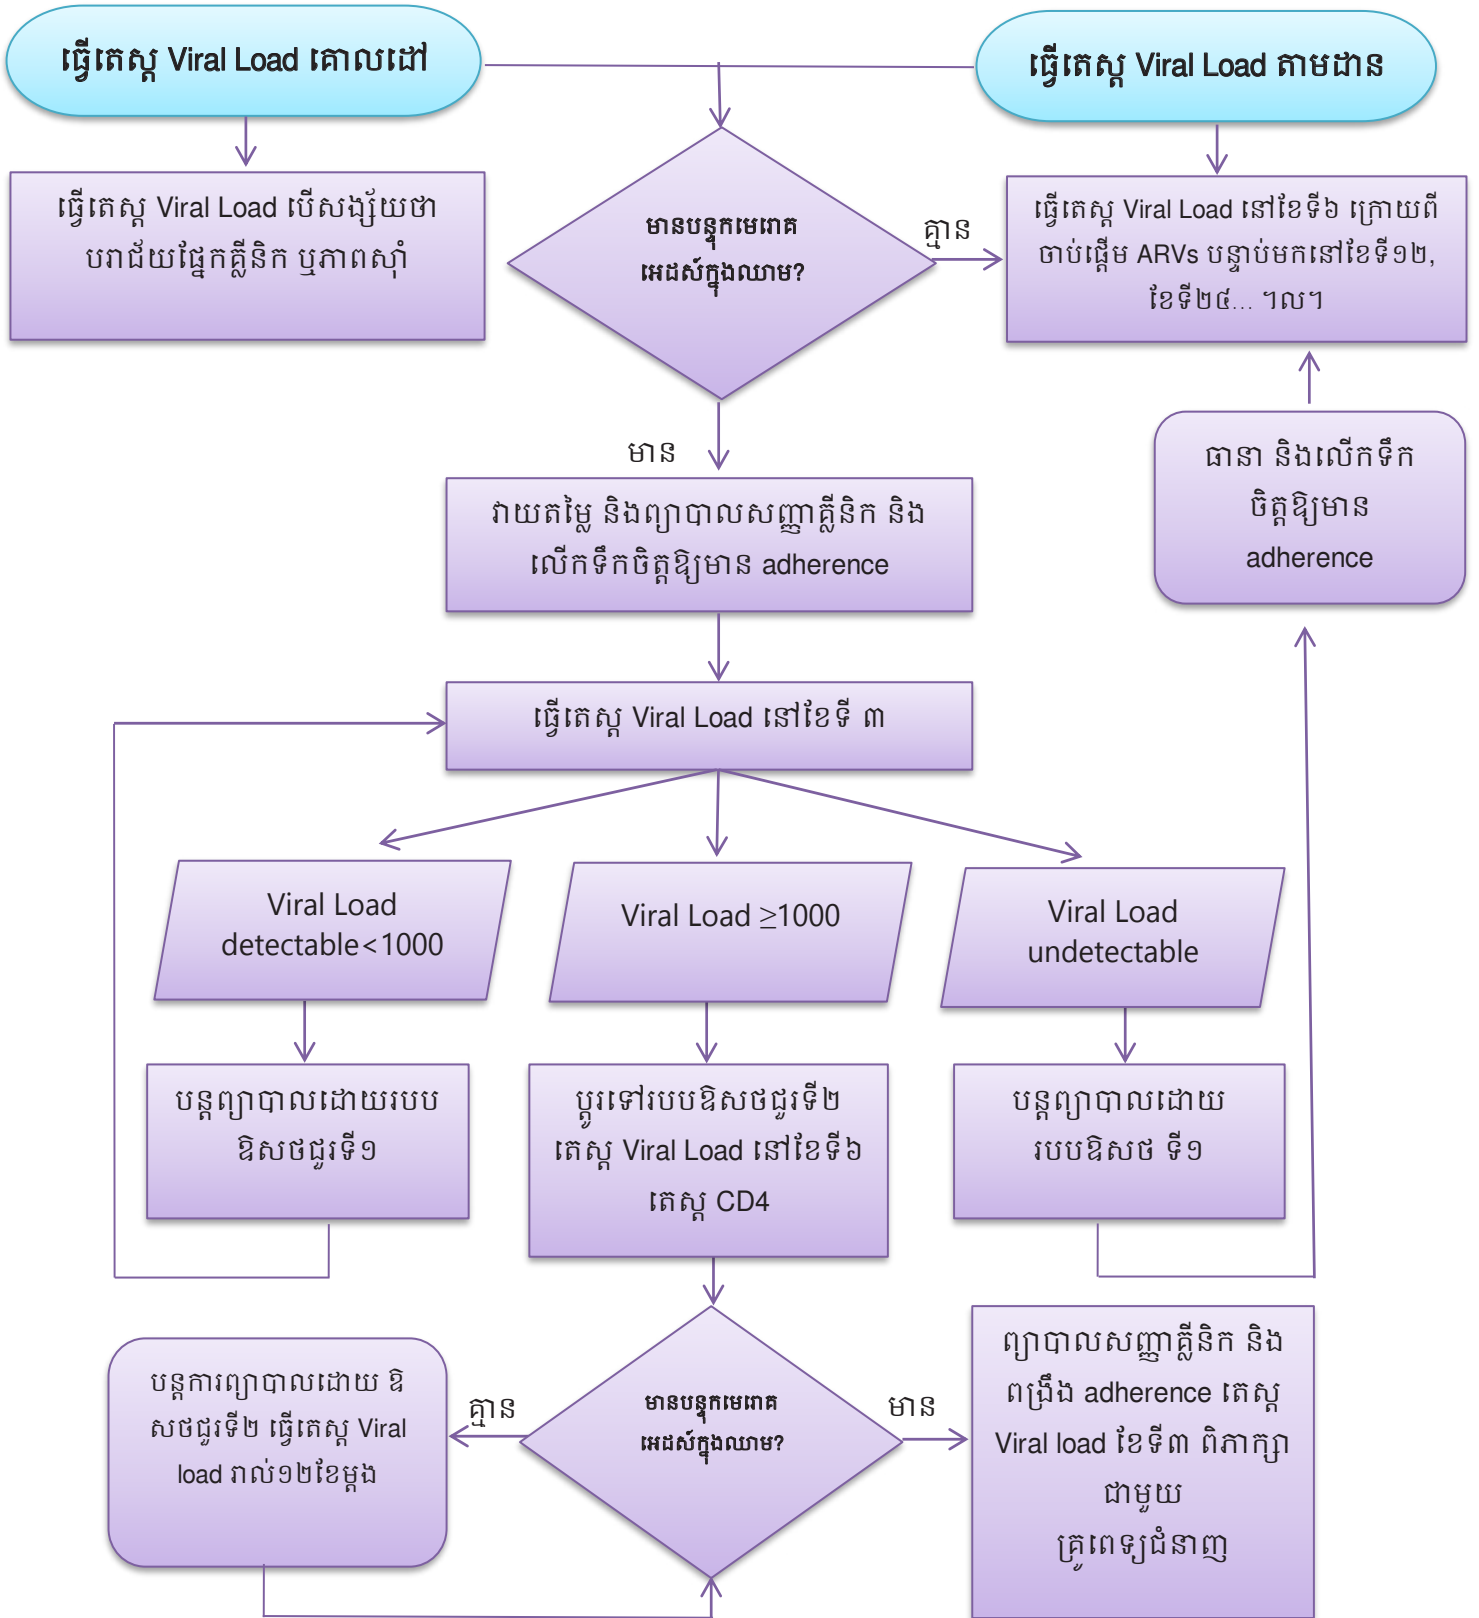 ធ្វើតេស្ត Viral Load គោលដៅ
ធ្វើតេស្ត Viral Load តាមដាន
ធ្វើតេស្ត Viral Load បើសង្ស័យថា
បរាជ័យផ្នែកគ្លីនិក ឬភាពស៊ាំ
មានបន្ទុកមេរោគ
អេដស៍ក្នុងឈាម?
គ្មាន
ធ្វើតេស្ត Viral Load នៅខែទី៦ ក្រោយពី
ចាប់ផ្តើម ARVs បន្ទាប់មកនៅខែទី១២,
ខែទី២៤... ។ល។
មាន
ធានា និងលើកទឹក
ចិត្តឱ្យមាន
adherence
វាយតម្លៃ និងព្យាបាលសញ្ញាគ្លីនិក និង
លើកទឹកចិត្តឱ្យមាន adherence
ធ្វើតេស្ត Viral Load នៅខែទី ៣
Viral Load
detectable<1000
Viral Load ≥1000
Viral Load
undetectable
បន្តព្យាបាលដោយរបប
ឱសថជួរទី១
ប្តូរទៅរបបឱសថជួរទី២
តេស្ត Viral Load នៅខែទី៦
តេស្ត CD4
បន្តព្យាបាលដោយ
របបឱសថ ទី១
បន្តការព្យាបាលដោយ ឱ
សថជួរទី២ ធ្វើតេស្ត Viral
load រាល់១២ខែម្តង
គ្មាន
មានបន្ទុកមេរោគ
អេដស៍ក្នុងឈាម?
មាន
ព្យាបាលសញ្ញាគ្លីនិក និង
ពង្រឹង adherence តេស្ត
Viral load ខែទី៣ ពិភាក្សា
ជាមួយ
គ្រូពេទ្យជំនាញ